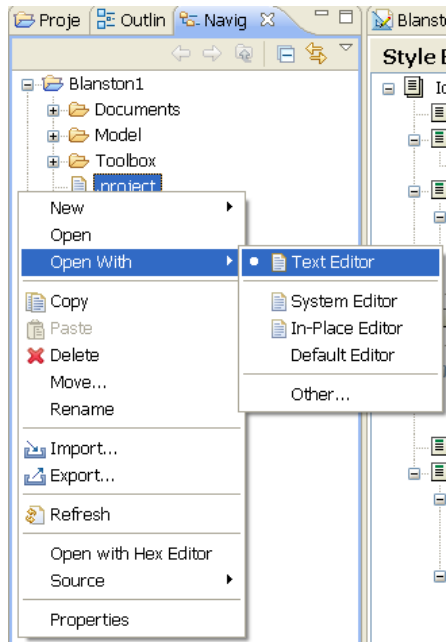 Proje Outlin Navig Blansto
Style E
Blanston1
Documents
Model
Toolbox
.project
New
Open
Open With
Text Editor
Copy
System Editor
Paste
In-Place Editor
Delete
Default Editor
Move...
Other...
Rename
Import...
Export...
Refresh
Open with Hex Editor
Source
Properties